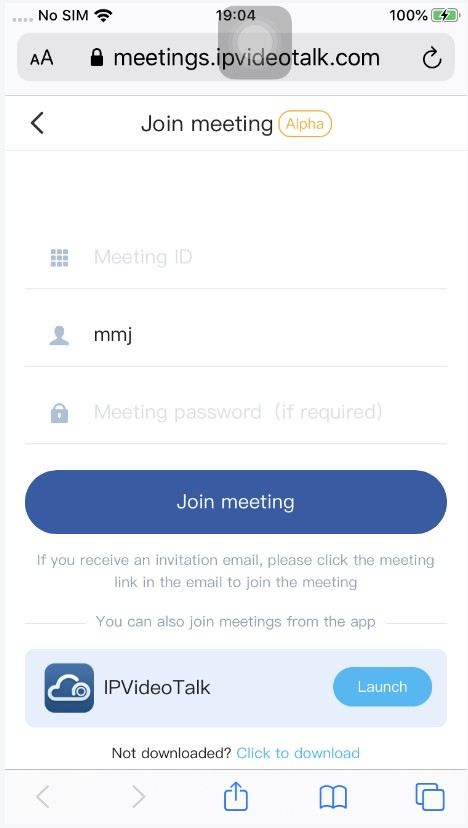 No SIM 19:04 100%
AA meetings.ipvideotalk.com
Join meeting Alpha
Meeting ID
mmj
Meeting password（if required）
Join meeting
If you receive an invitation email, please click the meeting
link in the email to join the meeting
You can also join meetings from the app
IPVideoTalk Launch
Not downloaded? Click to download